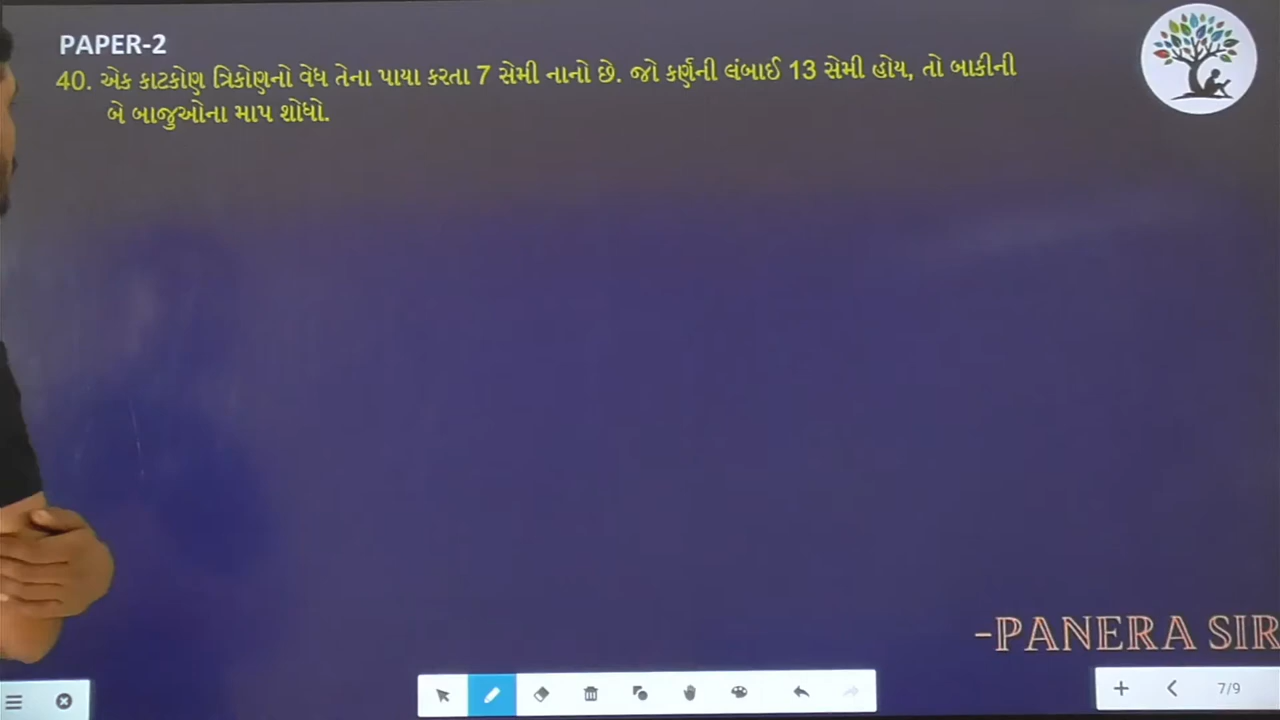 PAPER-2
40. એક કાટકોણ ત્રિકોણનો વેધ તેના પાયા કરતા 7 સેમી નાનો છે. જો કર્ણની લંબાઈ 13 સેમી હોય, તો બાકીની
બે બાજુઓના માપ શોધો.
-PANERA SIR
7/9